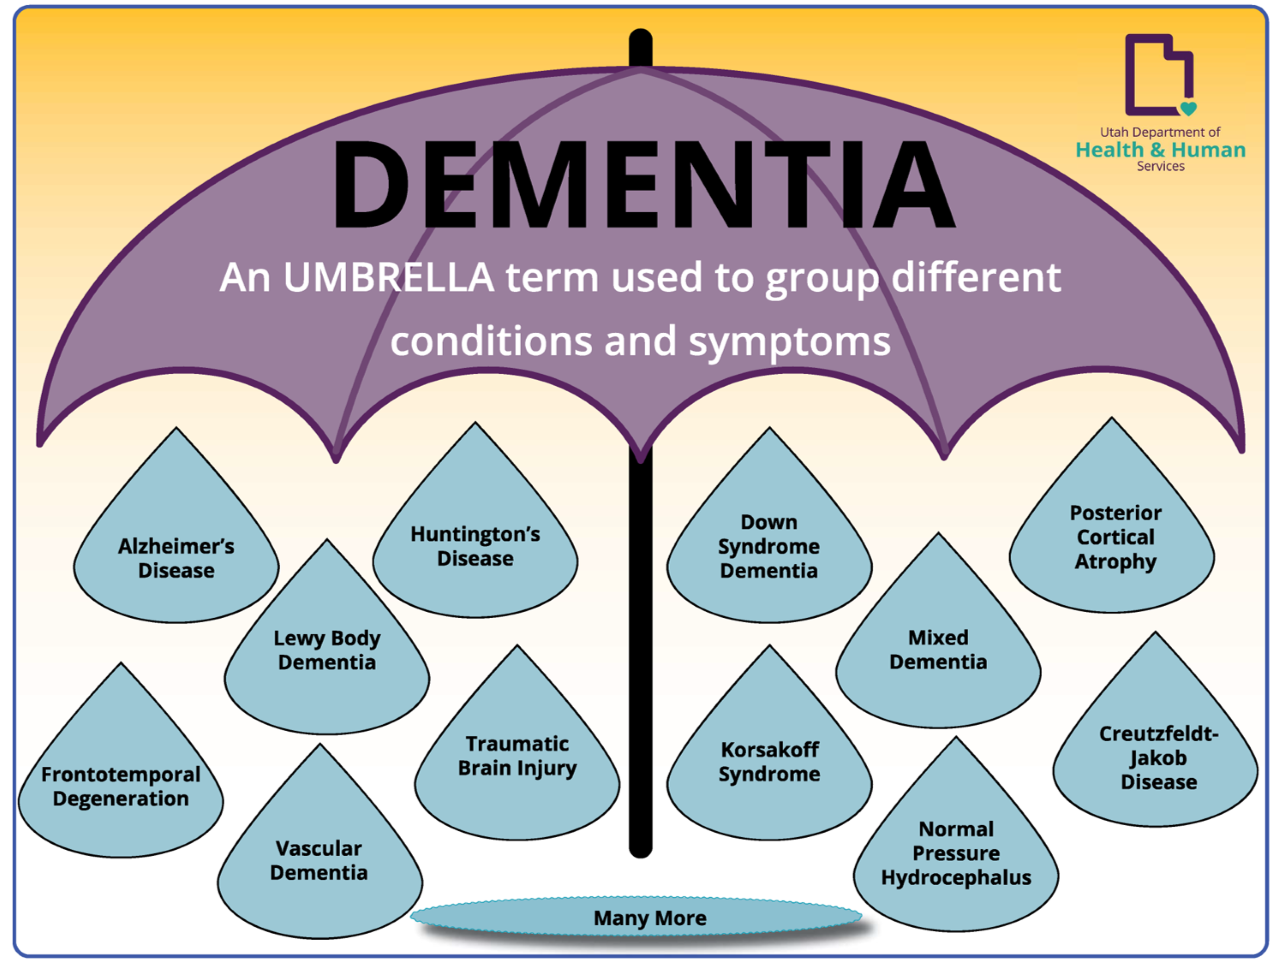 Utah Department of
Health & Human
Services
DEMENTIA
An UMBRELLA term used to group different
conditions and symptoms
Alzheimer’s
Disease
Huntington’s
Disease
Down
Syndrome
Dementia
Posterior
Cortical
Atrophy
Lewy Body
Dementia
Mixed
Dementia
Frontotemporal
Degeneration
Traumatic
Brain Injury
Korsakoff
Syndrome
Creutzfeldt-
Jakob
Disease
Vascular
Dementia
Normal
Pressure
Hydrocephalus
Many More